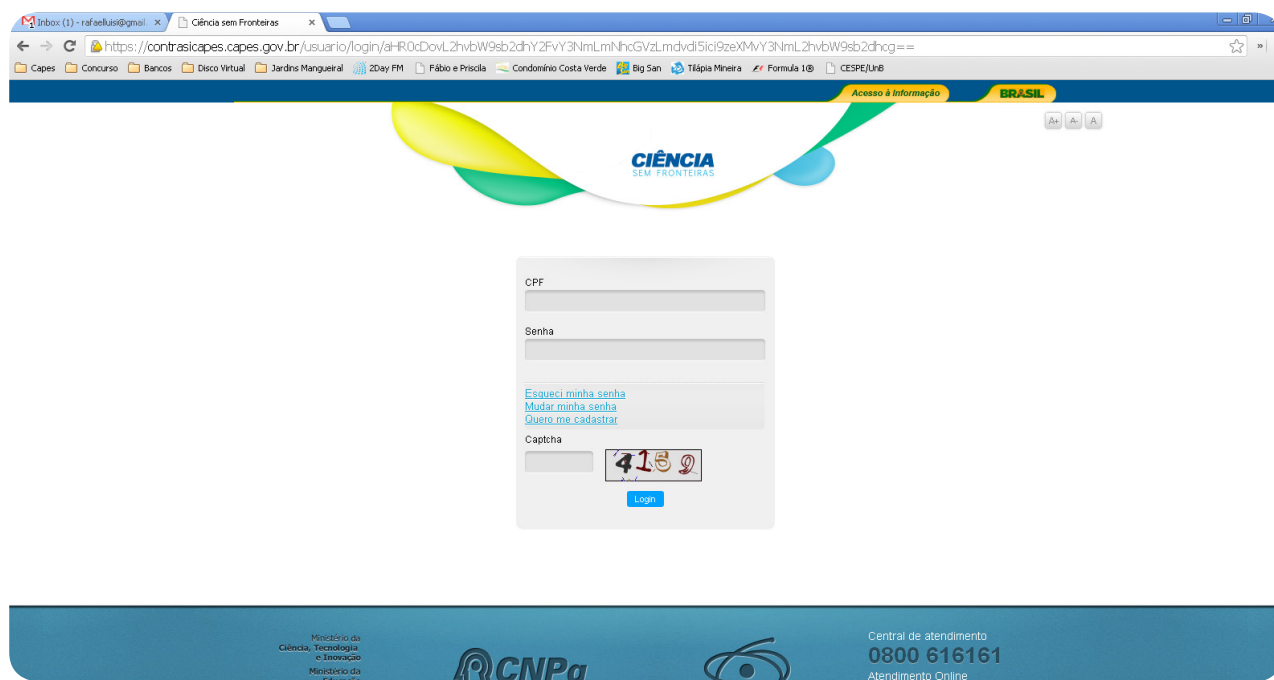 Inbox (1) - rafaelluis@gmail. Ciência sem Fronteiras
https://contrasicapes.capes.gov.br/usuario/login/aHR0cDovL2hvbW9sb2dhY2FvY3NmLmNhcGVzLmdvdi5ici9zeXMvY3NmL2hvbW9sb2dhcg==
Capes Concurso Bancos Disco Virtual Jardins Mangueiral 2Day FM Fábio e Priscila Condomínio Costa Verde Big San Tilápia Mineira Formula 1® CESPE/UnB
Acesso à Informação BRASIL
A+ A- A
CIÊNCIA
SEM FRONTEIRAS
CPF
Senha
Esqueci minha senha
Mudar minha senha
Quero me cadastrar
Captcha
Login
Ministério da
Ciência, Tecnologia
e Inovação
Ministério da
Educação
CNPq
Central de atendimento
0800 616161
Atendimento Online